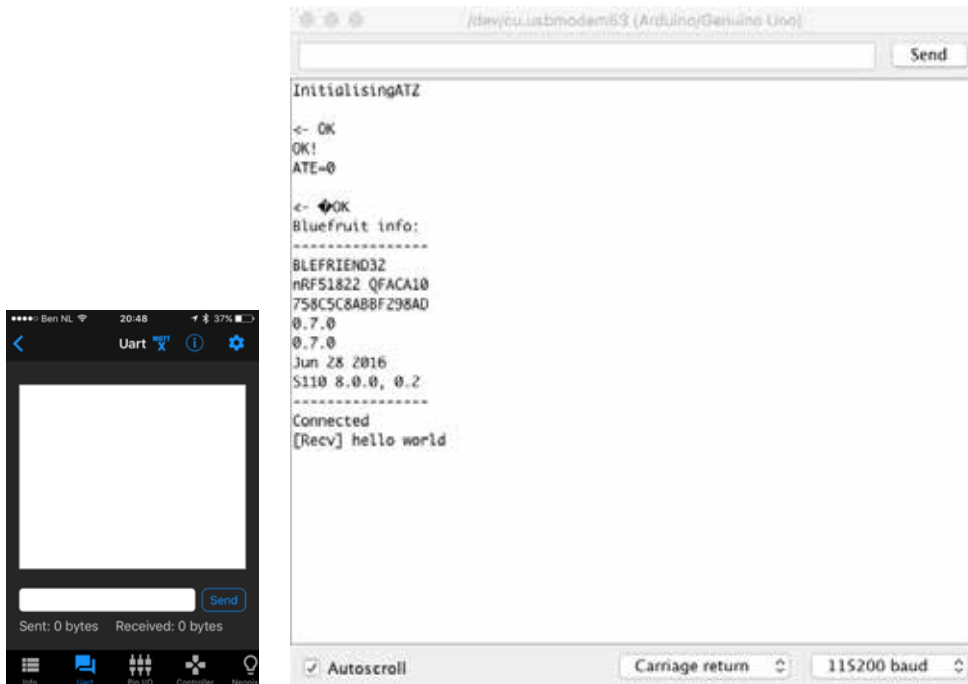 Ben NL 20:48 37%
Uart MQTT X
Send
Sent: 0 bytes Received: 0 bytes
Info Uart Pin I/O Controller
/dev/cu.usbmodem63 (Arduino/Genuino Uno)
Send
InitialisingATZ
<- OK
OK!
ATE=0
<- �OK
Bluefruit info:
----------------
BLEFRIEND32
nRF51822 QFACA10
758C5C8ABBF298AD
0.7.0
0.7.0
Jun 28 2016
S110 8.0.0, 0.2
----------------
Connected
[Recv] hello world
Autoscroll Carriage return 115200 baud